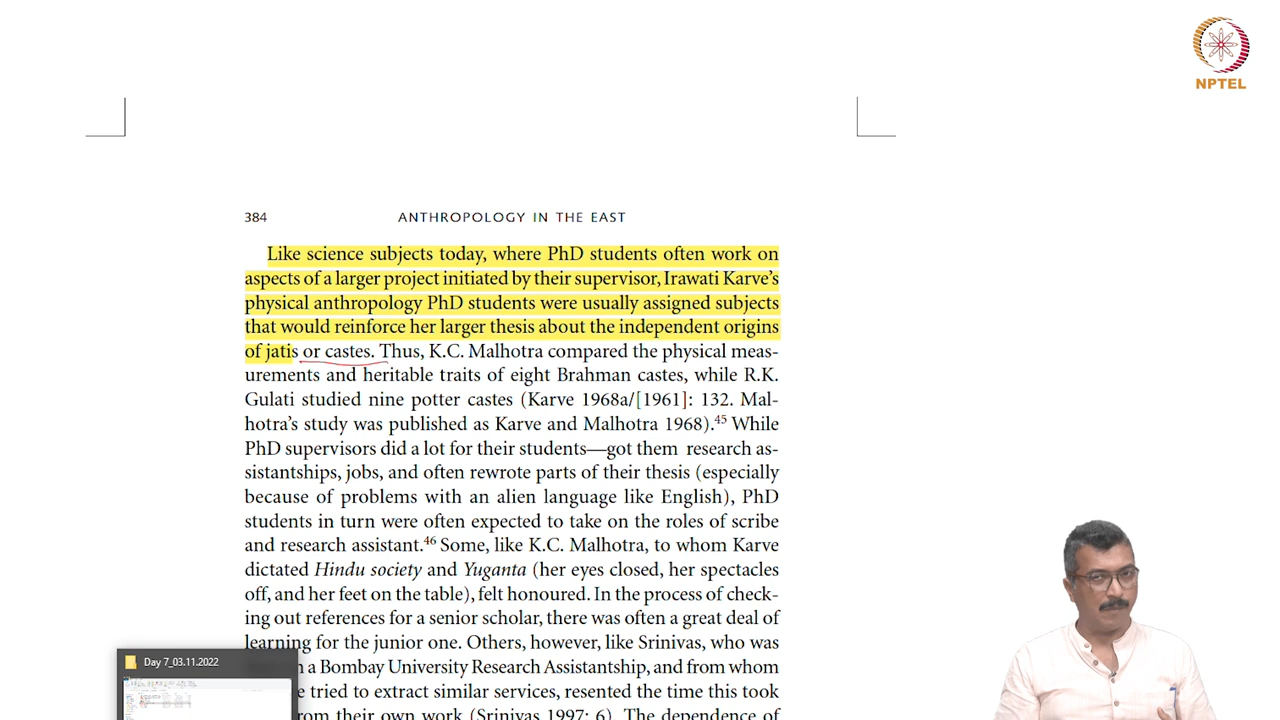 NPTEL
384 ANTHROPOLOGY IN THE EAST
Like science subjects today, where PhD students often work on
aspects of a larger project initiated by their supervisor, Irawati Karve's
physical anthropology PhD students were usually assigned subjects
that would reinforce her larger thesis about the independent origins
of jatis or castes. Thus, K.C. Malhotra compared the physical meas-
urements and heritable traits of eight Brahman castes, while R.K.
Gulati studied nine potter castes (Karve 1968a/[1961]: 132. Mal-
hotra's study was published as Karve and Malhotra 1968).45 While
PhD supervisors did a lot for their students—got them research as-
sistantships, jobs, and often rewrote parts of their thesis (especially
because of problems with an alien language like English), PhD
students in turn were often expected to take on the roles of scribe
and research assistant.46 Some, like K.C. Malhotra, to whom Karve
dictated Hindu society and Yuganta (her eyes closed, her spectacles
off, and her feet on the table), felt honoured. In the process of check-
ing out references for a senior scholar, there was often a great deal of
learning for the junior one. Others, however, like Srinivas, who was
a Bombay University Research Assistantship, and from whom
tried to extract similar services, resented the time this took
from their own work (Srinivas 1997: 6). The dependence of
Day 7_03.11.2022